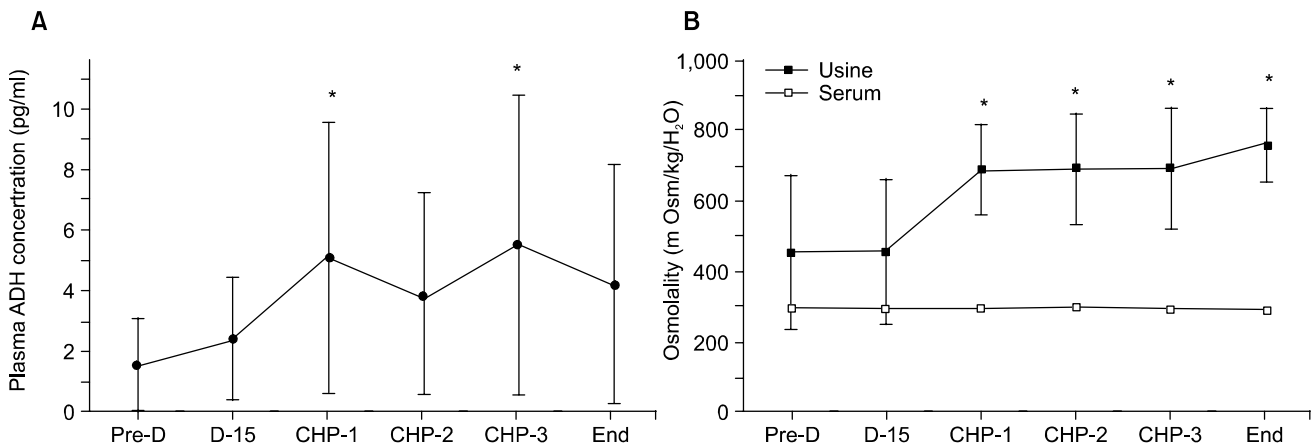 A
Plasma ADH concertration (pg/ml)
10
8
6
4
2
0
*
*
Pre-D D-15 CHP-1 CHP-2 CHP-3 End
B
Osmolality (m Osm/kg/H₂O)
1,000
800
600
400
200
0
Usine
Serum
*
*
*
*
Pre-D D-15 CHP-1 CHP-2 CHP-3 End